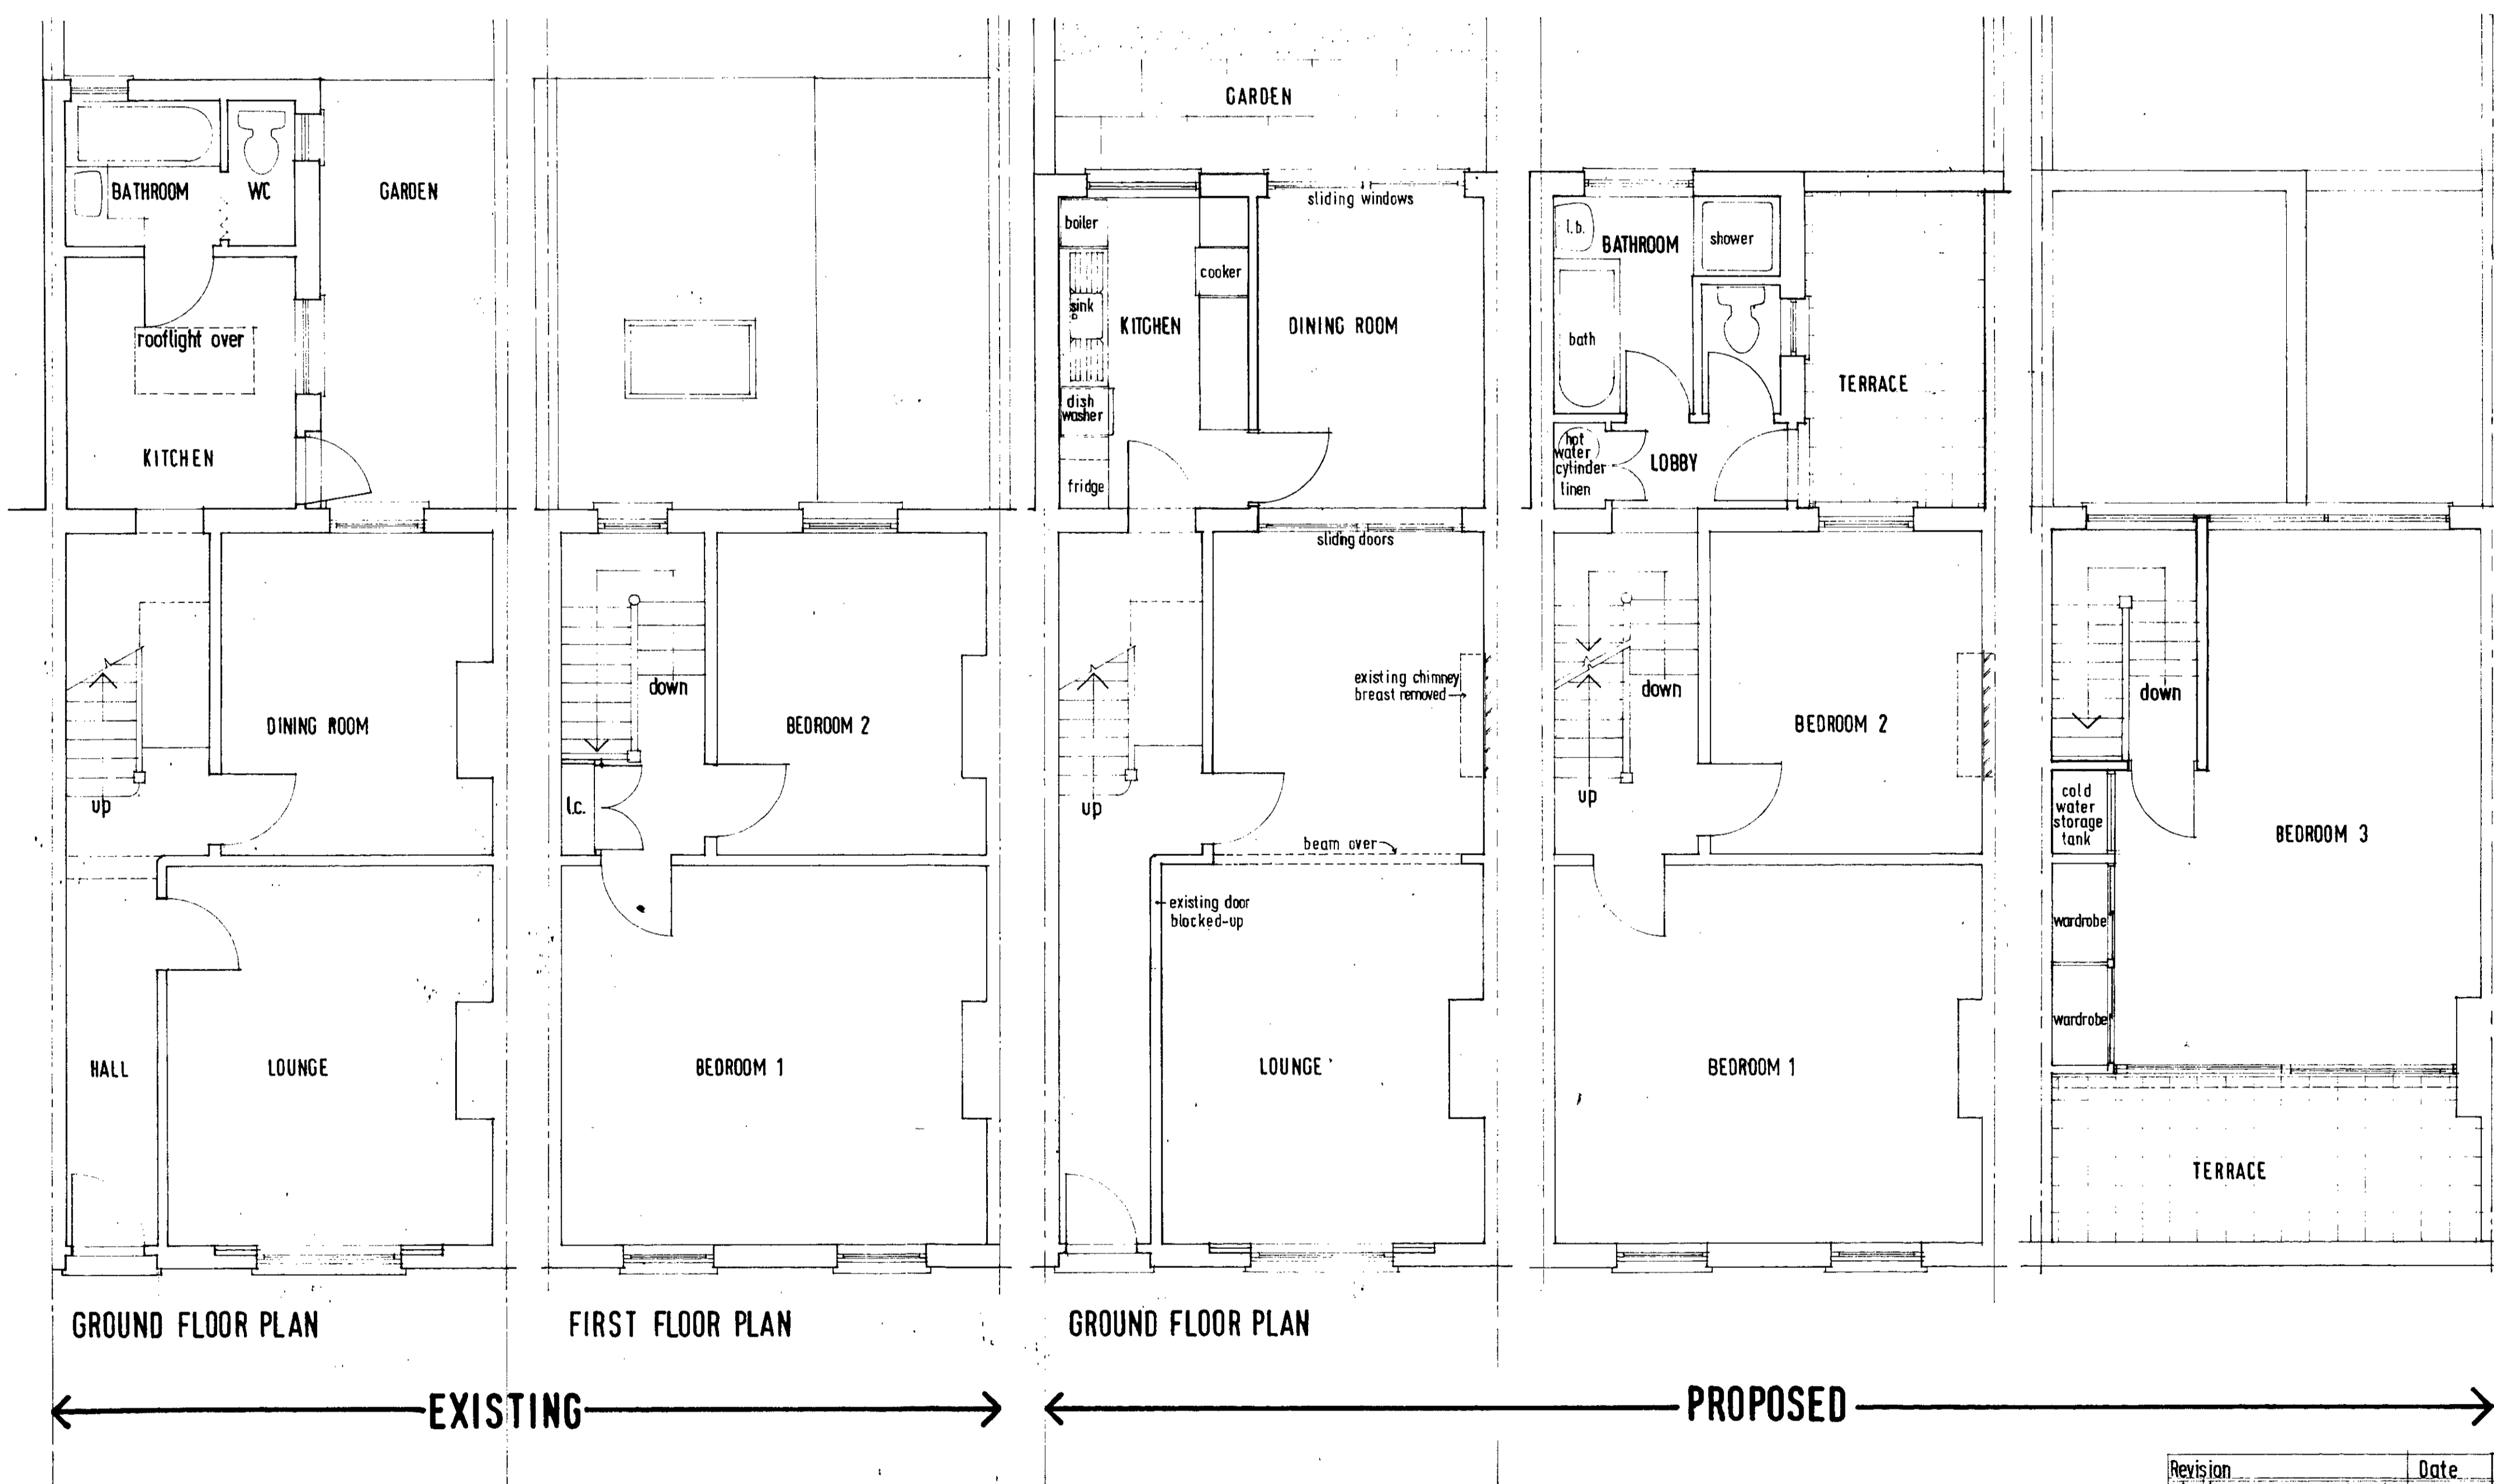 BATHROOM
WC
GARDEN
rooflight over
KITCHEN
DINING ROOM
up
HALL
LOUNGE
GROUND FLOOR PLAN
down
BEDROOM 2
l.c.
BEDROOM 1
FIRST FLOOR PLAN
EXISTING
GARDEN
sliding windows
boiler
cooker
sink
KITCHEN
DINING ROOM
dish
washer
fridge
sliding doors
existing chimney
breast removed
up
beam over
existing door
blocked-up
LOUNGE
GROUND FLOOR PLAN
l.b.
BATHROOM
shower
bath
TERRACE
hot
water
cylinder
linen
LOBBY
down
BEDROOM 2
up
BEDROOM 1
down
cold
water
storage
tank
BEDROOM 3
wardrobe
wardrobe
TERRACE
PROPOSED
Revision
Date